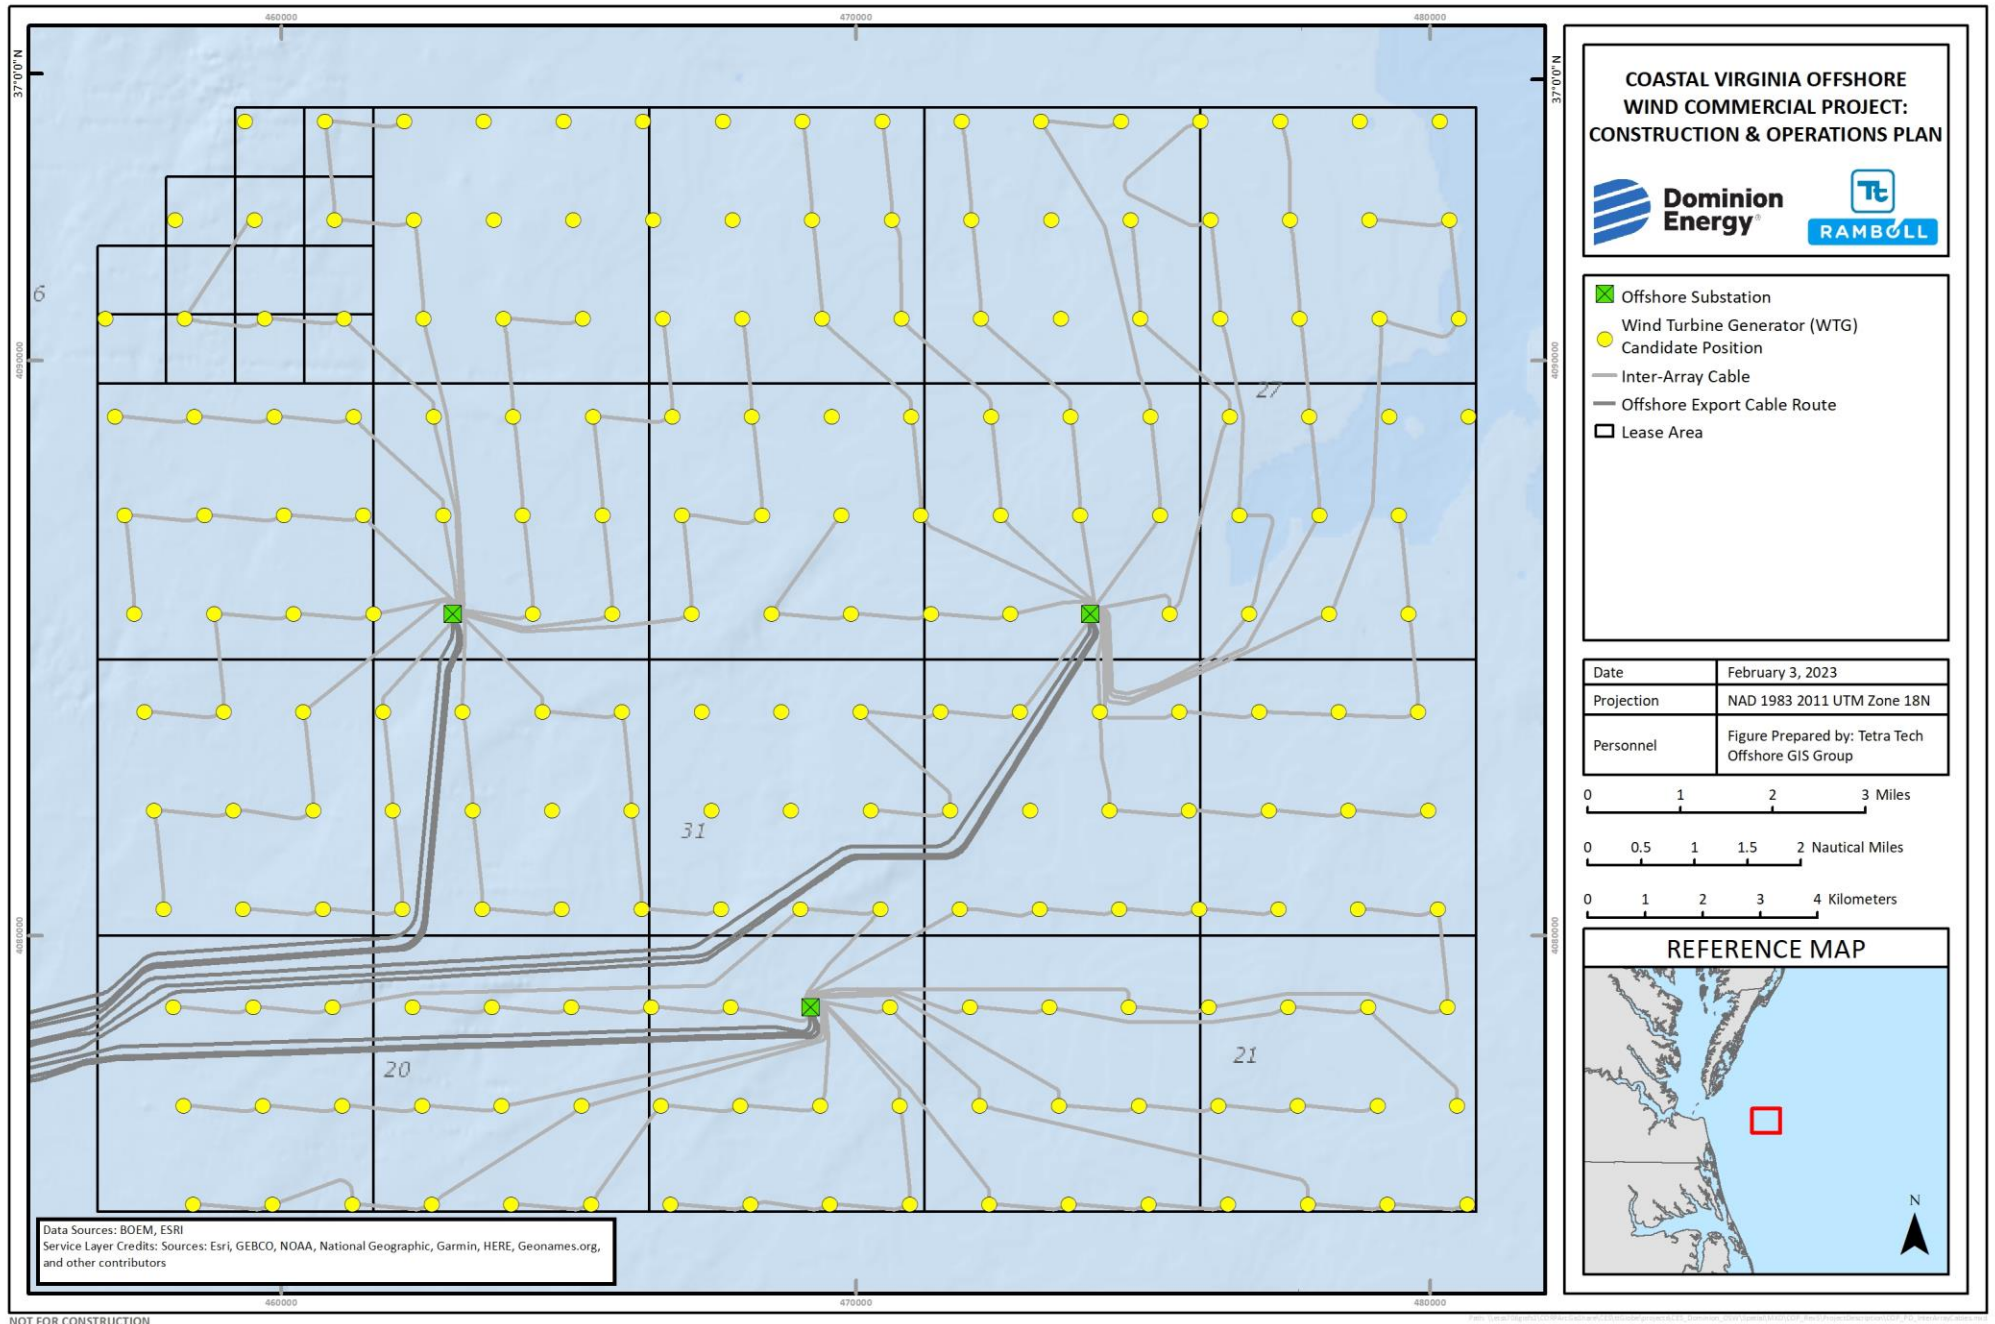 460000
470000
480000
37°0'0"N
37°0'0"N
6
4090000
4090000
27
31
4080000
4080000
20
21
460000
470000
480000
Data Sources: BOEM, ESRI
Service Layer Credits: Sources: Esri, GEBCO, NOAA, National Geographic, Garmin, HERE, Geonames.org,
and other contributors
NOT FOR CONSTRUCTION
COASTAL VIRGINIA OFFSHORE
WIND COMMERCIAL PROJECT:
CONSTRUCTION & OPERATIONS PLAN
Dominion
Energy®
Tt
RAMBOLL
Offshore Substation
Wind Turbine Generator (WTG)
Candidate Position
Inter-Array Cable
Offshore Export Cable Route
Lease Area
Date February 3, 2023
Projection NAD 1983 2011 UTM Zone 18N
Personnel Figure Prepared by: Tetra Tech
Offshore GIS Group
0 1 2 3 Miles
0 0.5 1 1.5 2 Nautical Miles
0 1 2 3 4 Kilometers
REFERENCE MAP
N